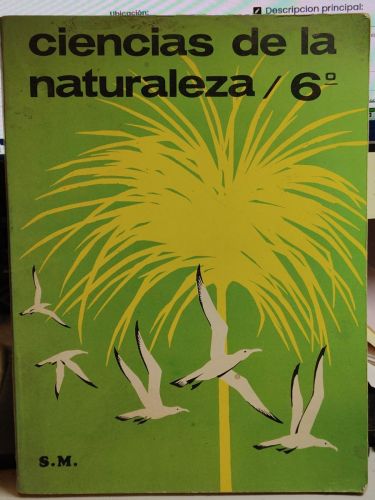 Ubicación:
Descripcion principal:
ciencias de la
naturaleza / 6º
S.M.